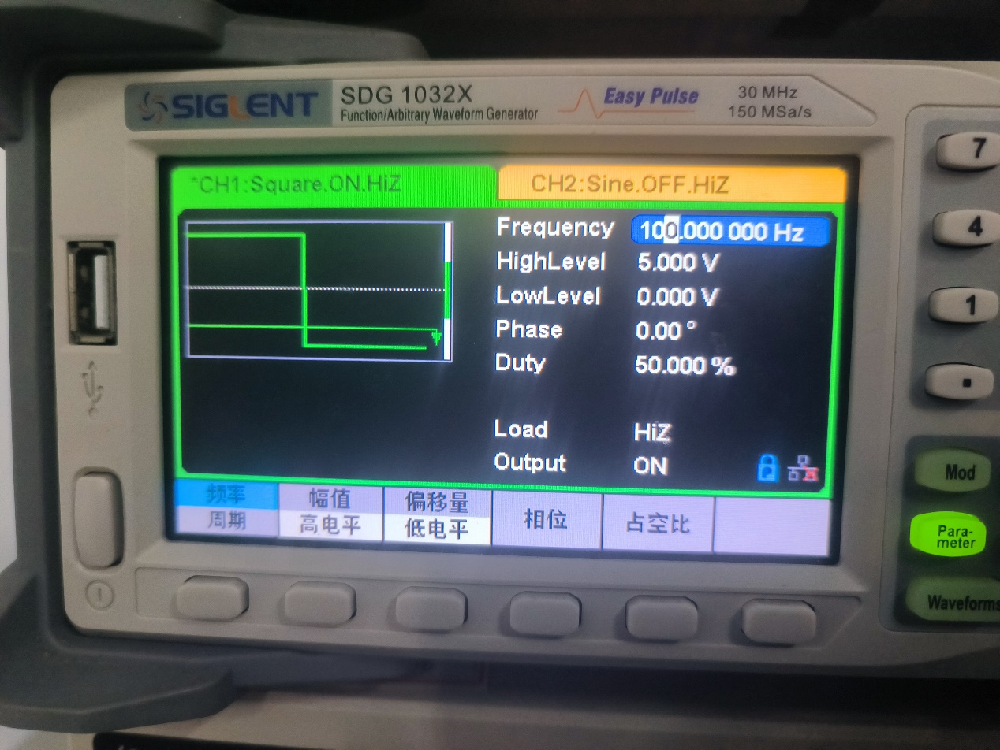 SIGLENT
SDG 1032X
Function/Arbitrary Waveform Generator
Easy Pulse
30 MHz
150 MSa/s
*CH1:Square.ON.HiZ
CH2:Sine.OFF.HiZ
Frequency 100.000 000 Hz
HighLevel 5.000 V
LowLevel 0.000 V
Phase 0.00 °
Duty 50.000 %
Load HiZ
Output ON
P
频率
周期
幅值
高电平
偏移量
低电平
相位
占空比
7
4
1
.
Mod
Para-
meter
Waveforms